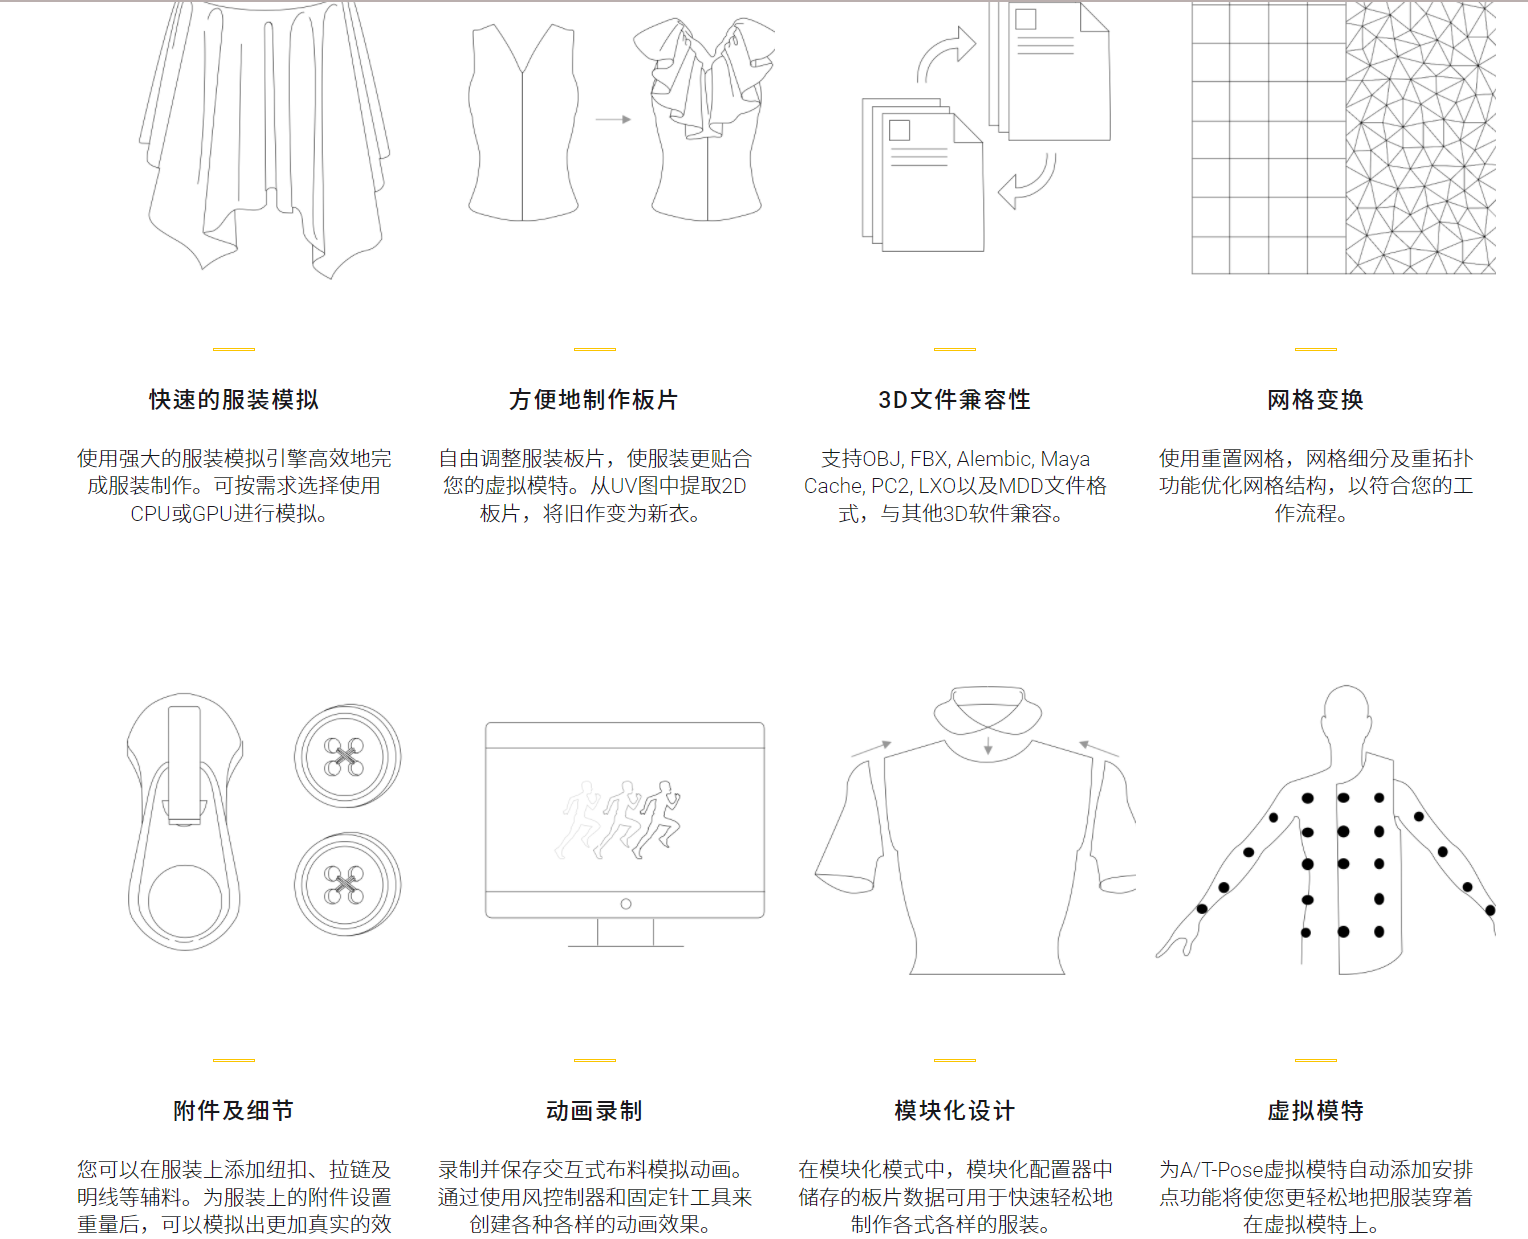 快速的服装模拟
使用强大的服装模拟引擎高效地完
成服装制作。可按需求选择使用
CPU或GPU进行模拟。
方便地制作板片
自由调整服装板片，使服装更贴合
您的虚拟模特。从UV图中提取2D
板片，将旧作变为新衣。
3D文件兼容性
支持OBJ, FBX, Alembic, Maya
Cache, PC2, LXO以及MDD文件格
式，与其他3D软件兼容。
网格变换
使用重置网格，网格细分及重拓扑
功能优化网格结构，以符合您的工
作流程。
附件及细节
您可以在服装上添加纽扣、拉链及
明线等辅料。为服装上的附件设置
重量后，可以模拟出更加真实的效
动画录制
录制并保存交互式布料模拟动画。
通过使用风控制器和固定针工具来
创建各种各样的动画效果。
模块化设计
在模块化模式中，模块化配置器中
储存的板片数据可用于快速轻松地
制作各式各样的服装。
虚拟模特
为A/T-Pose虚拟模特自动添加安排
点功能将使您更轻松地把服装穿着
在虚拟模特上。